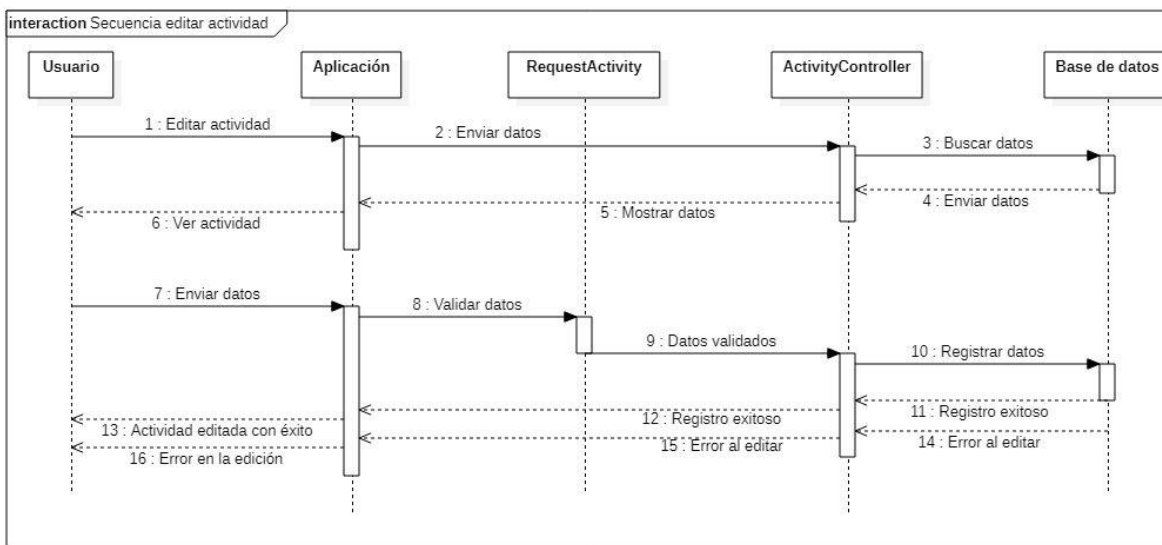 interaction Secuencia editar actividad
Usuario
Aplicación
RequestActivity
ActivityController
Base de datos
1 : Editar actividad
2 : Enviar datos
3 : Buscar datos
4 : Enviar datos
5 : Mostrar datos
6 : Ver actividad
7 : Enviar datos
8 : Validar datos
9 : Datos validados
10 : Registrar datos
11 : Registro exitoso
12 : Registro exitoso
13 : Actividad editada con éxito
14 : Error al editar
15 : Error al editar
16 : Error en la edición